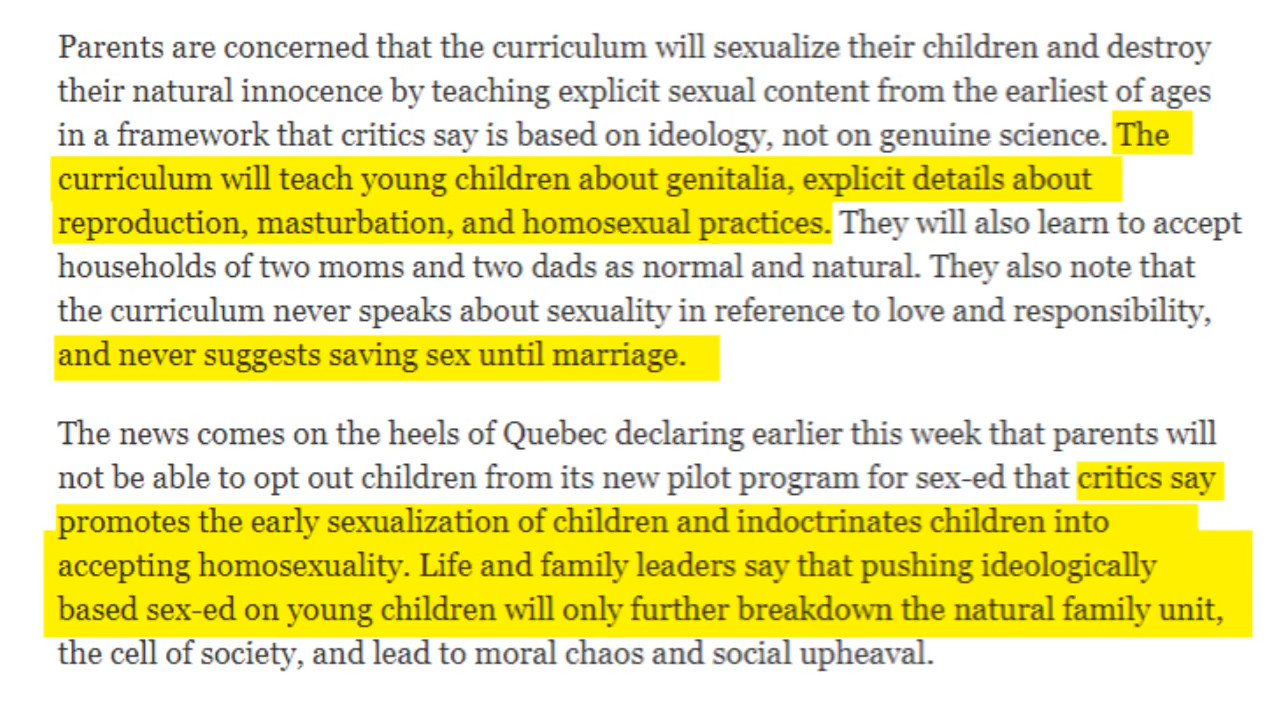 Parents are concerned that the curriculum will sexualize their children and destroy
their natural innocence by teaching explicit sexual content from the earliest of ages
in a framework that critics say is based on ideology, not on genuine science. The
curriculum will teach young children about genitalia, explicit details about
reproduction, masturbation, and homosexual practices. They will also learn to accept
households of two moms and two dads as normal and natural. They also note that
the curriculum never speaks about sexuality in reference to love and responsibility,
and never suggests saving sex until marriage.
The news comes on the heels of Quebec declaring earlier this week that parents will
not be able to opt out children from its new pilot program for sex-ed that critics say
promotes the early sexualization of children and indoctrinates children into
accepting homosexuality. Life and family leaders say that pushing ideologically
based sex-ed on young children will only further breakdown the natural family unit,
the cell of society, and lead to moral chaos and social upheaval.